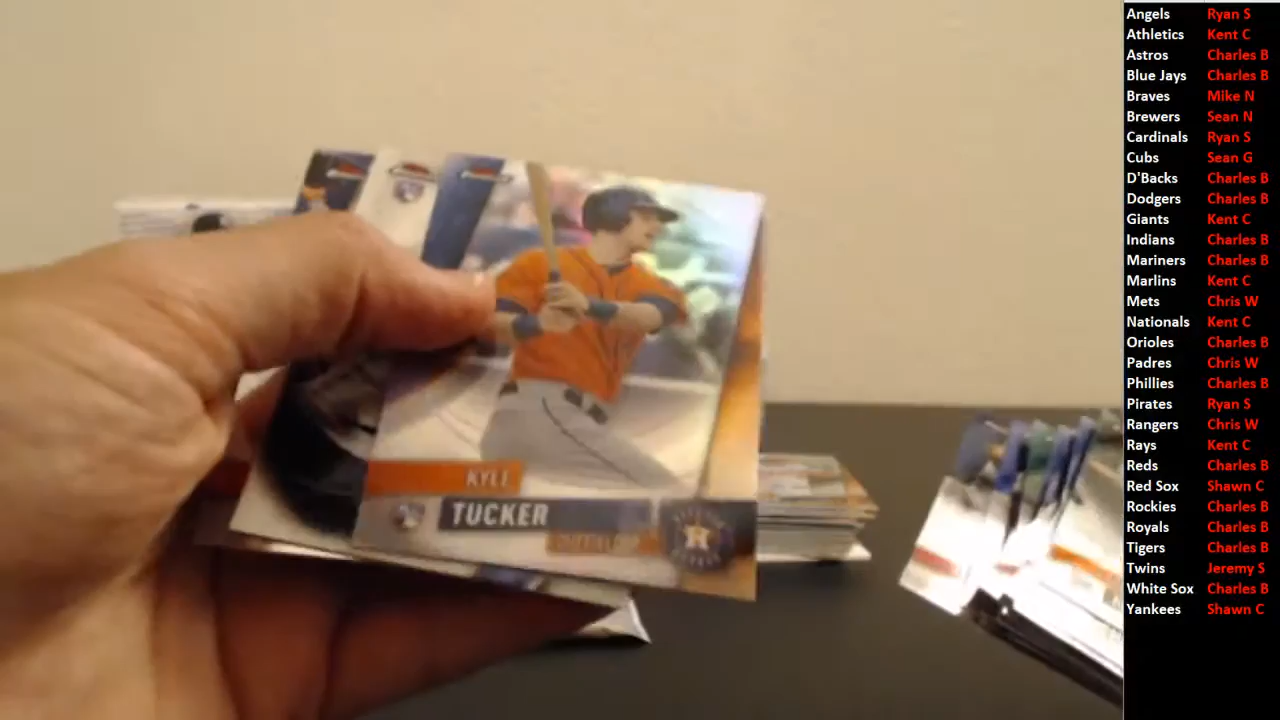 KYLE
TUCKER
Angels Ryan S
Athletics Kent C
Astros Charles B
Blue Jays Charles B
Braves Mike N
Brewers Sean N
Cardinals Ryan S
Cubs Sean G
D'Backs Charles B
Dodgers Charles B
Giants Kent C
Indians Charles B
Mariners Charles B
Marlins Kent C
Mets Chris W
Nationals Kent C
Orioles Charles B
Padres Chris W
Phillies Charles B
Pirates Ryan S
Rangers Chris W
Rays Kent C
Reds Charles B
Red Sox Shawn C
Rockies Charles B
Royals Charles B
Tigers Charles B
Twins Jeremy S
White Sox Charles B
Yankees Shawn C